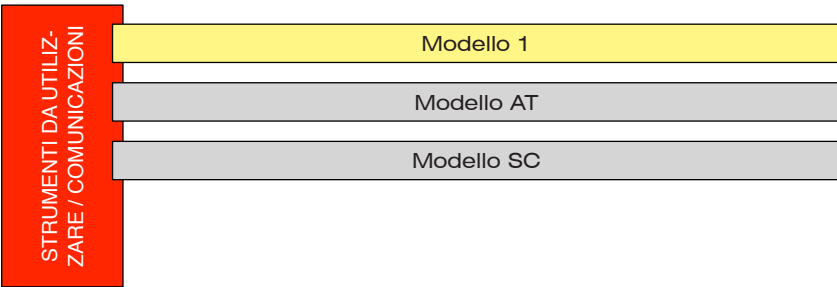 STRUMENTI DA UTILIZ-
ZARE / COMUNICAZIONI
Modello 1
Modello AT
Modello SC